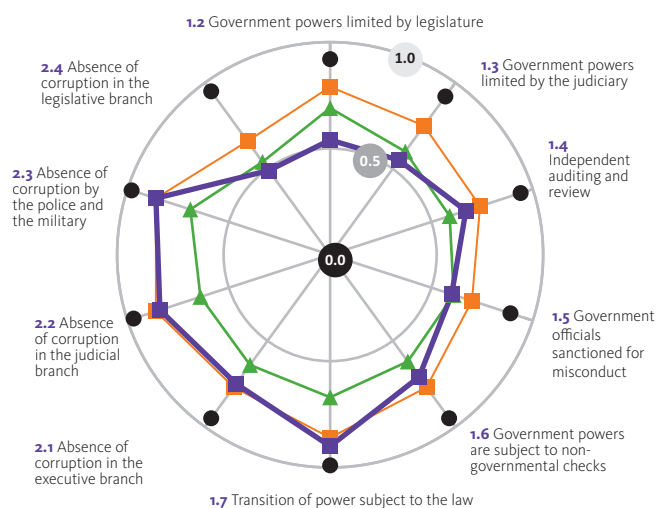 1.2 Government powers limited by legislature
1.0
1.3 Government powers
limited by the judiciary
1.4
Independent
auditing and
review
1.5 Government
officials
sanctioned for
misconduct
1.6 Government powers
are subject to non-
governmental checks
1.7 Transition of power subject to the law
2.1 Absence of
corruption in the
executive branch
2.2 Absence
of corruption
in the judicial
branch
2.3 Absence of
corruption by
the police and
the military
2.4 Absence of
corruption in the
legislative branch
0.5
0.0